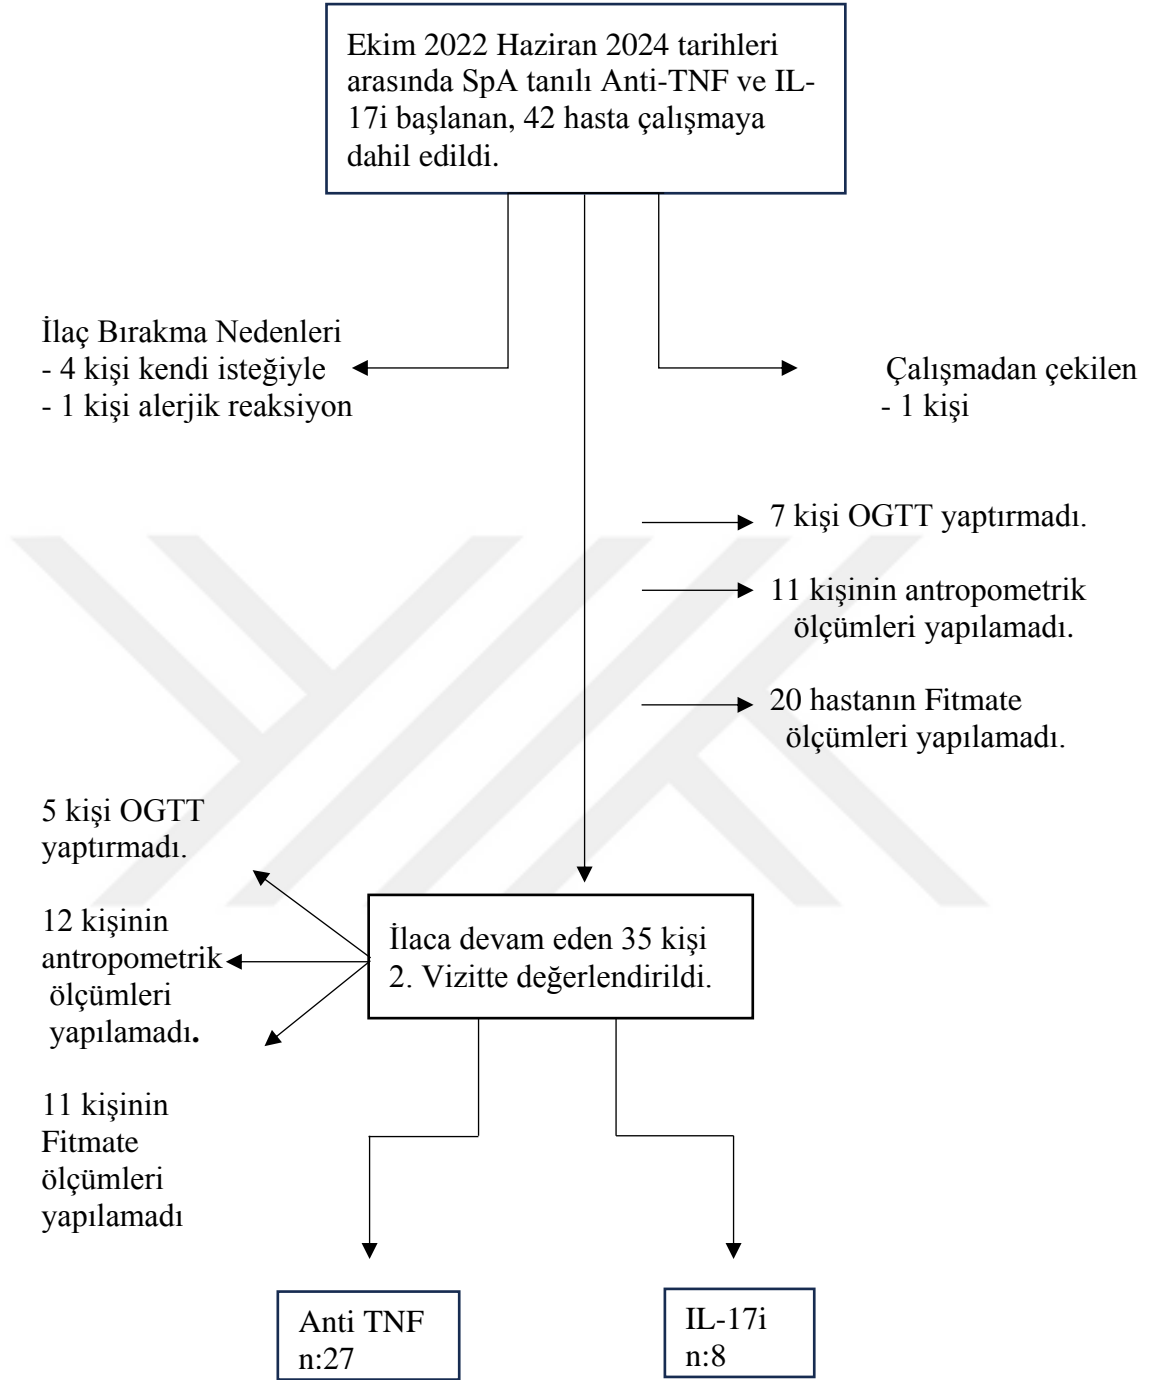 Ekim 2022 Haziran 2024 tarihleri
arasında SpA tanılı Anti-TNF ve IL-
17i başlanan, 42 hasta çalışmaya
dahil edildi.
İlaç Bırakma Nedenleri
- 4 kişi kendi isteğiyle
- 1 kişi alerjik reaksiyon
Çalışmadan çekilen
- 1 kişi
7 kişi OGTT yaptırmadı.
11 kişinin antropometrik
ölçümleri yapılamadı.
20 hastanın Fitmate
ölçümleri yapılamadı.
5 kişi OGTT
yaptırmadı.
12 kişinin
antropometrik
ölçümleri
yapılamadı.
11 kişinin
Fitmate
ölçümleri
yapılamadı
İlaca devam eden 35 kişi
2. Vizitte değerlendirildi.
Anti TNF
n:27
IL-17i
n:8